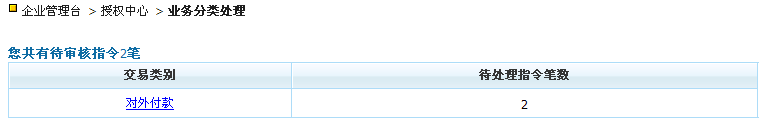 企业管理台 > 授权中心 > 业务分类处理
您共有待审核指令2笔
交易类别 待处理指令笔数
对外付款 2